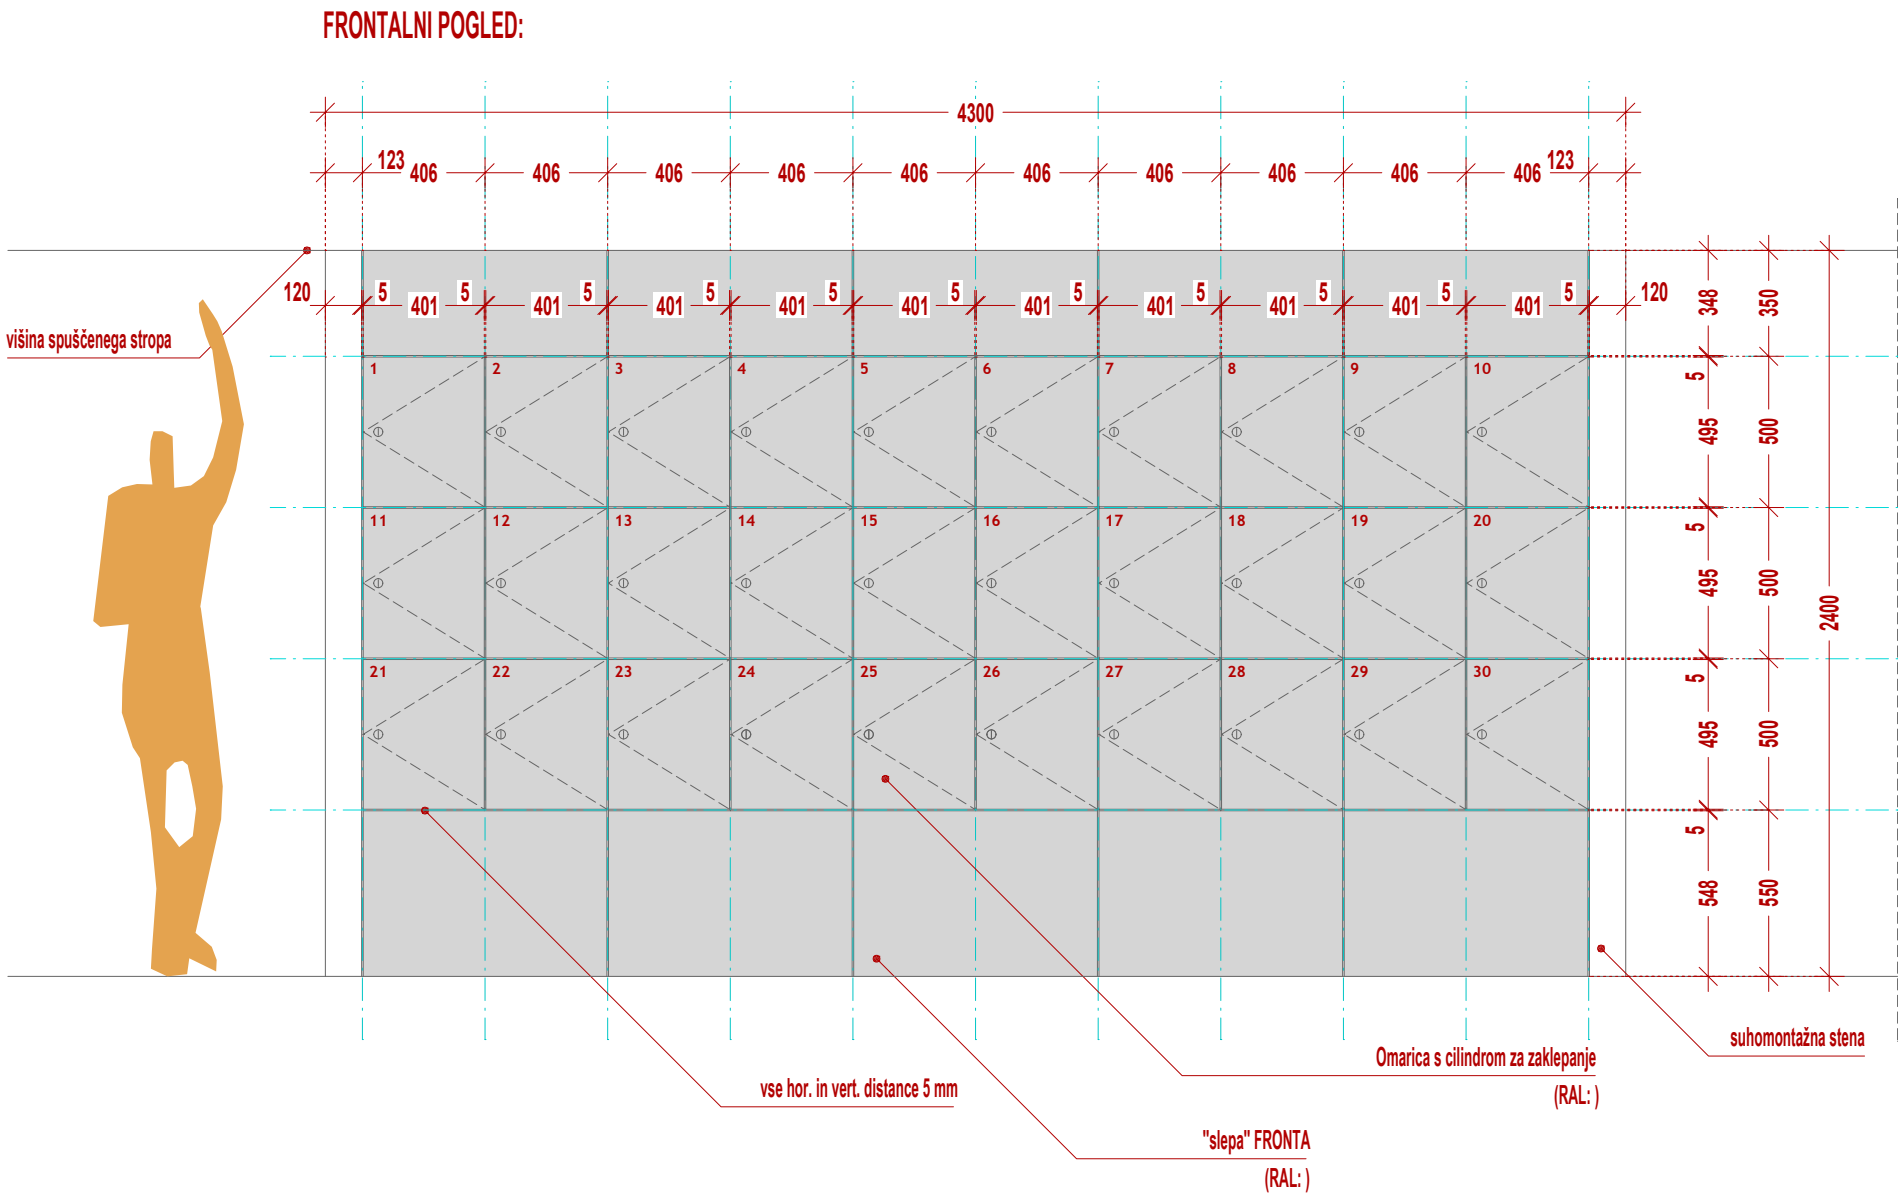 FRONTALNI POGLED:
4300
123 406 406 406 406 406 406 406 406 406 406 123
120 5 401 5 401 5 401 5 401 5 401 5 401 5 401 5 401 5 401 5 401 5 120
višina spuščenega stropa
1 2 3 4 5 6 7 8 9 10
11 12 13 14 15 16 17 18 19 20
21 22 23 24 25 26 27 28 29 30
348 350
5
495 500
5
495 500
2400
5
495 500
5
548 550
suhomontažna stena
Omarica s cilindrom za zaklepanje
(RAL: )
vse hor. in vert. distance 5 mm
"slepa" FRONTA
(RAL: )